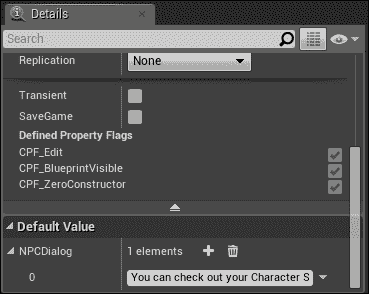 Details
Search
Replication None
Transient
SaveGame
Defined Property Flags
CPF_Edit
CPF_BlueprintVisible
CPF_ZeroConstructor
Default Value
NPCDialog 1 elements
0 You can check out your Character S